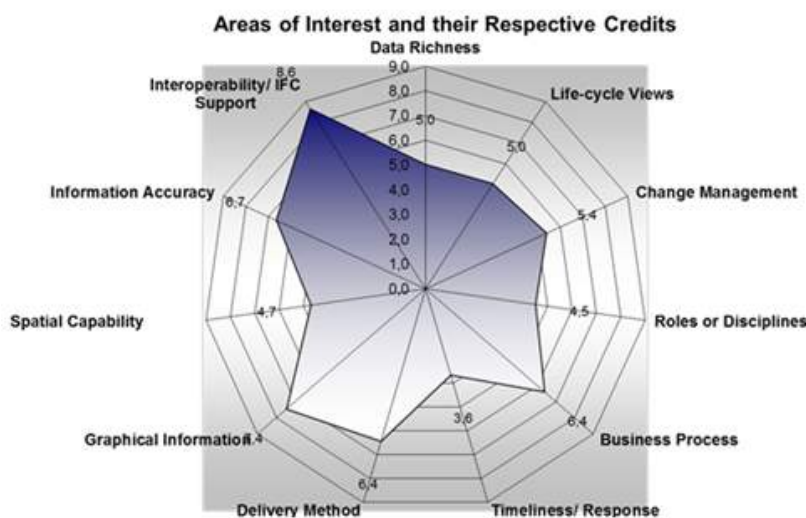 Areas of Interest and their Respective Credits
Data Richness
8,6
9,0
Interoperability/ IFC
Support
8,0
7,0
6,0
5,0
4,0
3,0
2,0
1,0
0,0
5,0
Life-cycle Views
5,0
Information Accuracy
6,7
Change Management
5,4
Spatial Capability
4,7
4,5
Roles or Disciplines
Graphical Information
,4
6,4
Business Process
3,6
6,4
Delivery Method
Timeliness/ Response